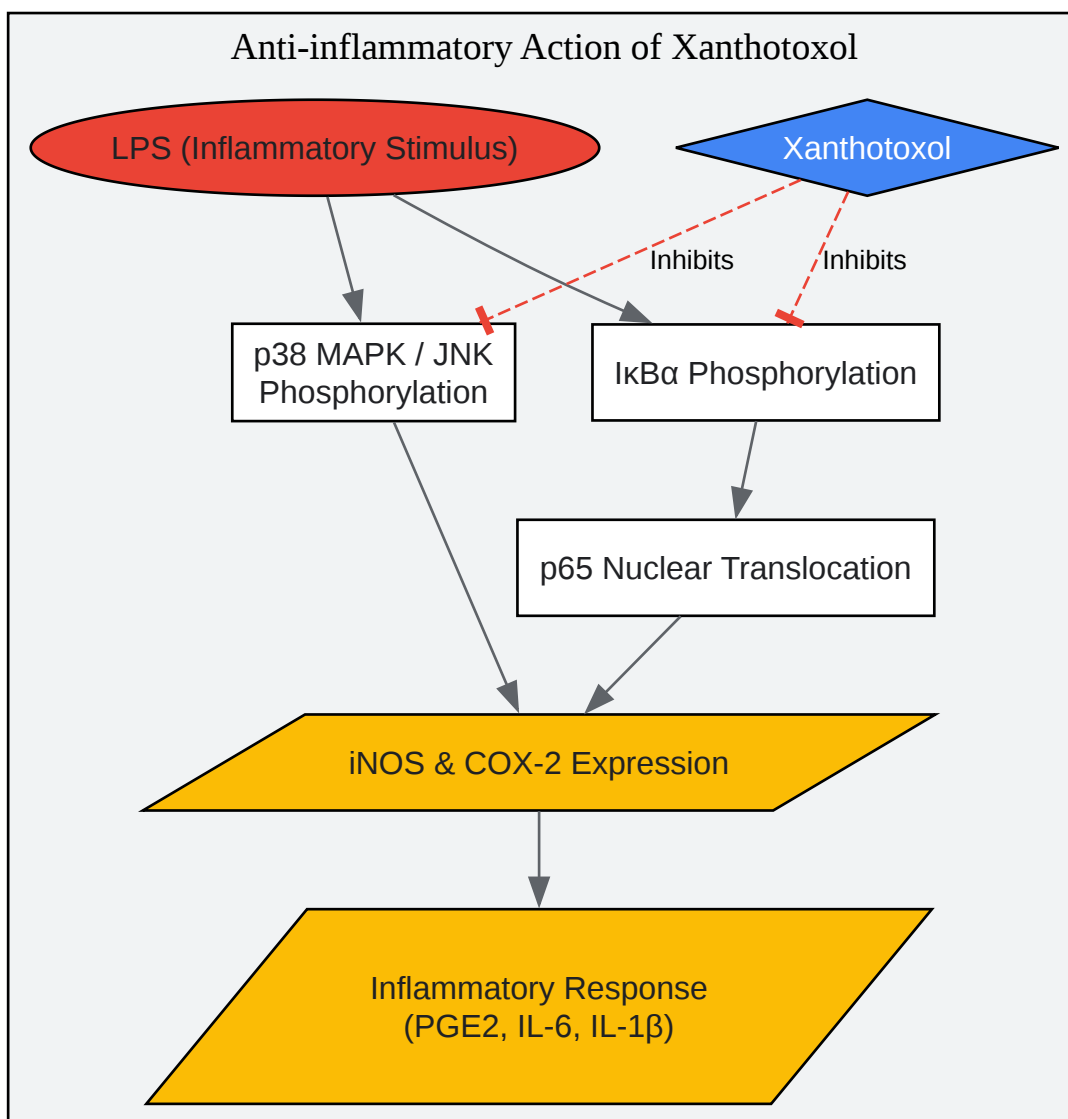 Anti-inflammatory Action of Xanthotoxol
LPS (Inflammatory Stimulus)
Xanthotoxol
Inhibits
Inhibits
p38 MAPK / JNK
Phosphorylation
IκBα Phosphorylation
p65 Nuclear Translocation
iNOS & COX-2 Expression
Inflammatory Response
(PGE2, IL-6, IL-1β)